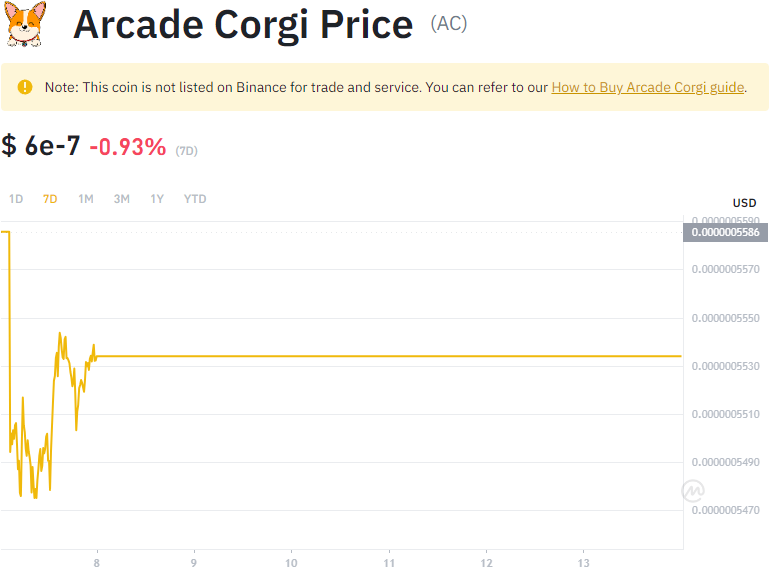 Arcade Corgi Price (AC)
Note: This coin is not listed on Binance for trade and service. You can refer to our How to Buy Arcade Corgi guide.
$ 6e-7 -0.93% (7D)
1D 7D 1M 3M 1Y YTD
USD
0.0000005590
0.0000005586
0.0000005570
0.0000005550
0.0000005530
0.0000005510
0.0000005490
0.0000005470
8 9 10 11 12 13